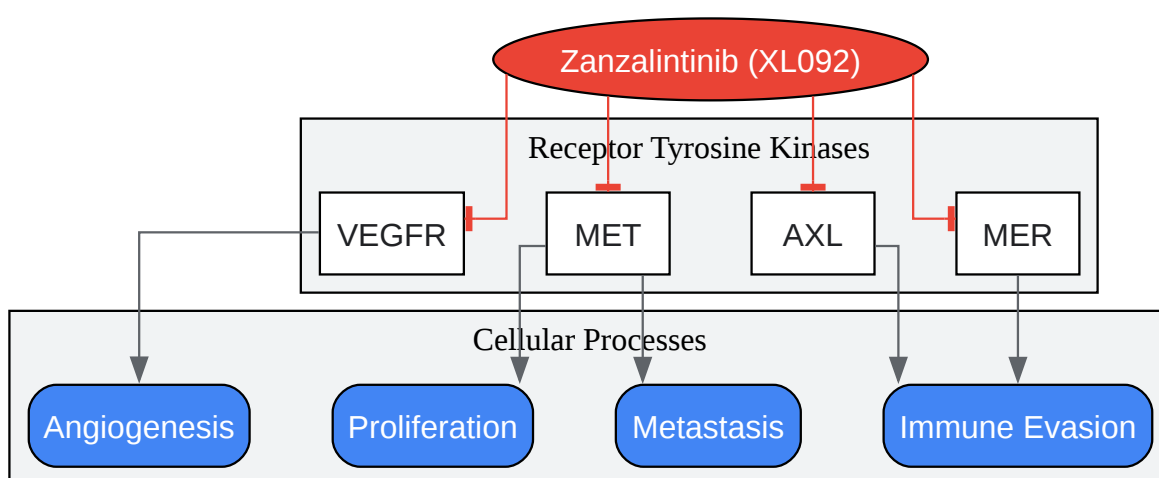 Zanzalintinib (XL092)
Receptor Tyrosine Kinases
VEGFR
MET
AXL
MER
Cellular Processes
Angiogenesis
Proliferation
Metastasis
Immune Evasion